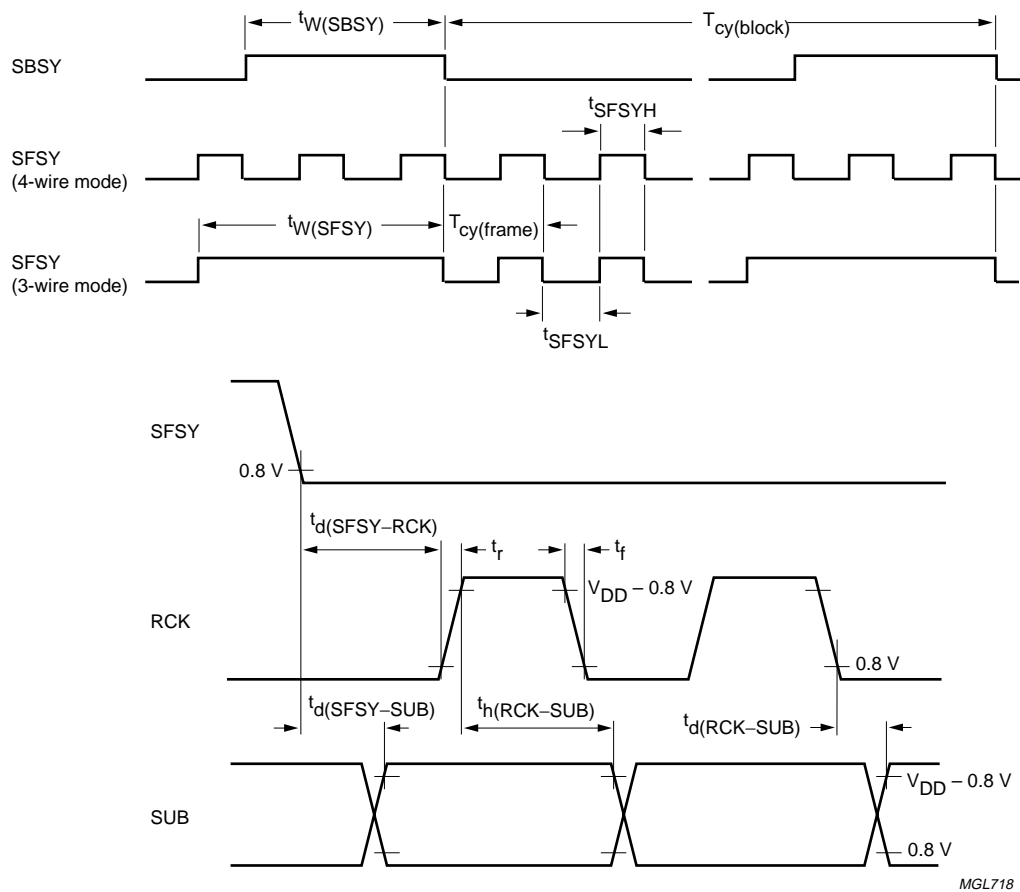 tW(SBSY)
Tcy(block)
SBSY
tSFSYH
SFSY
(4-wire mode)
tW(SFSY)
Tcy(frame)
SFSY
(3-wire mode)
tSFSYL
SFSY
0.8 V
td(SFSY−RCK)
tr
tf
VDD − 0.8 V
RCK
0.8 V
td(SFSY−SUB)
th(RCK−SUB)
td(RCK−SUB)
VDD − 0.8 V
SUB
0.8 V
MGL718